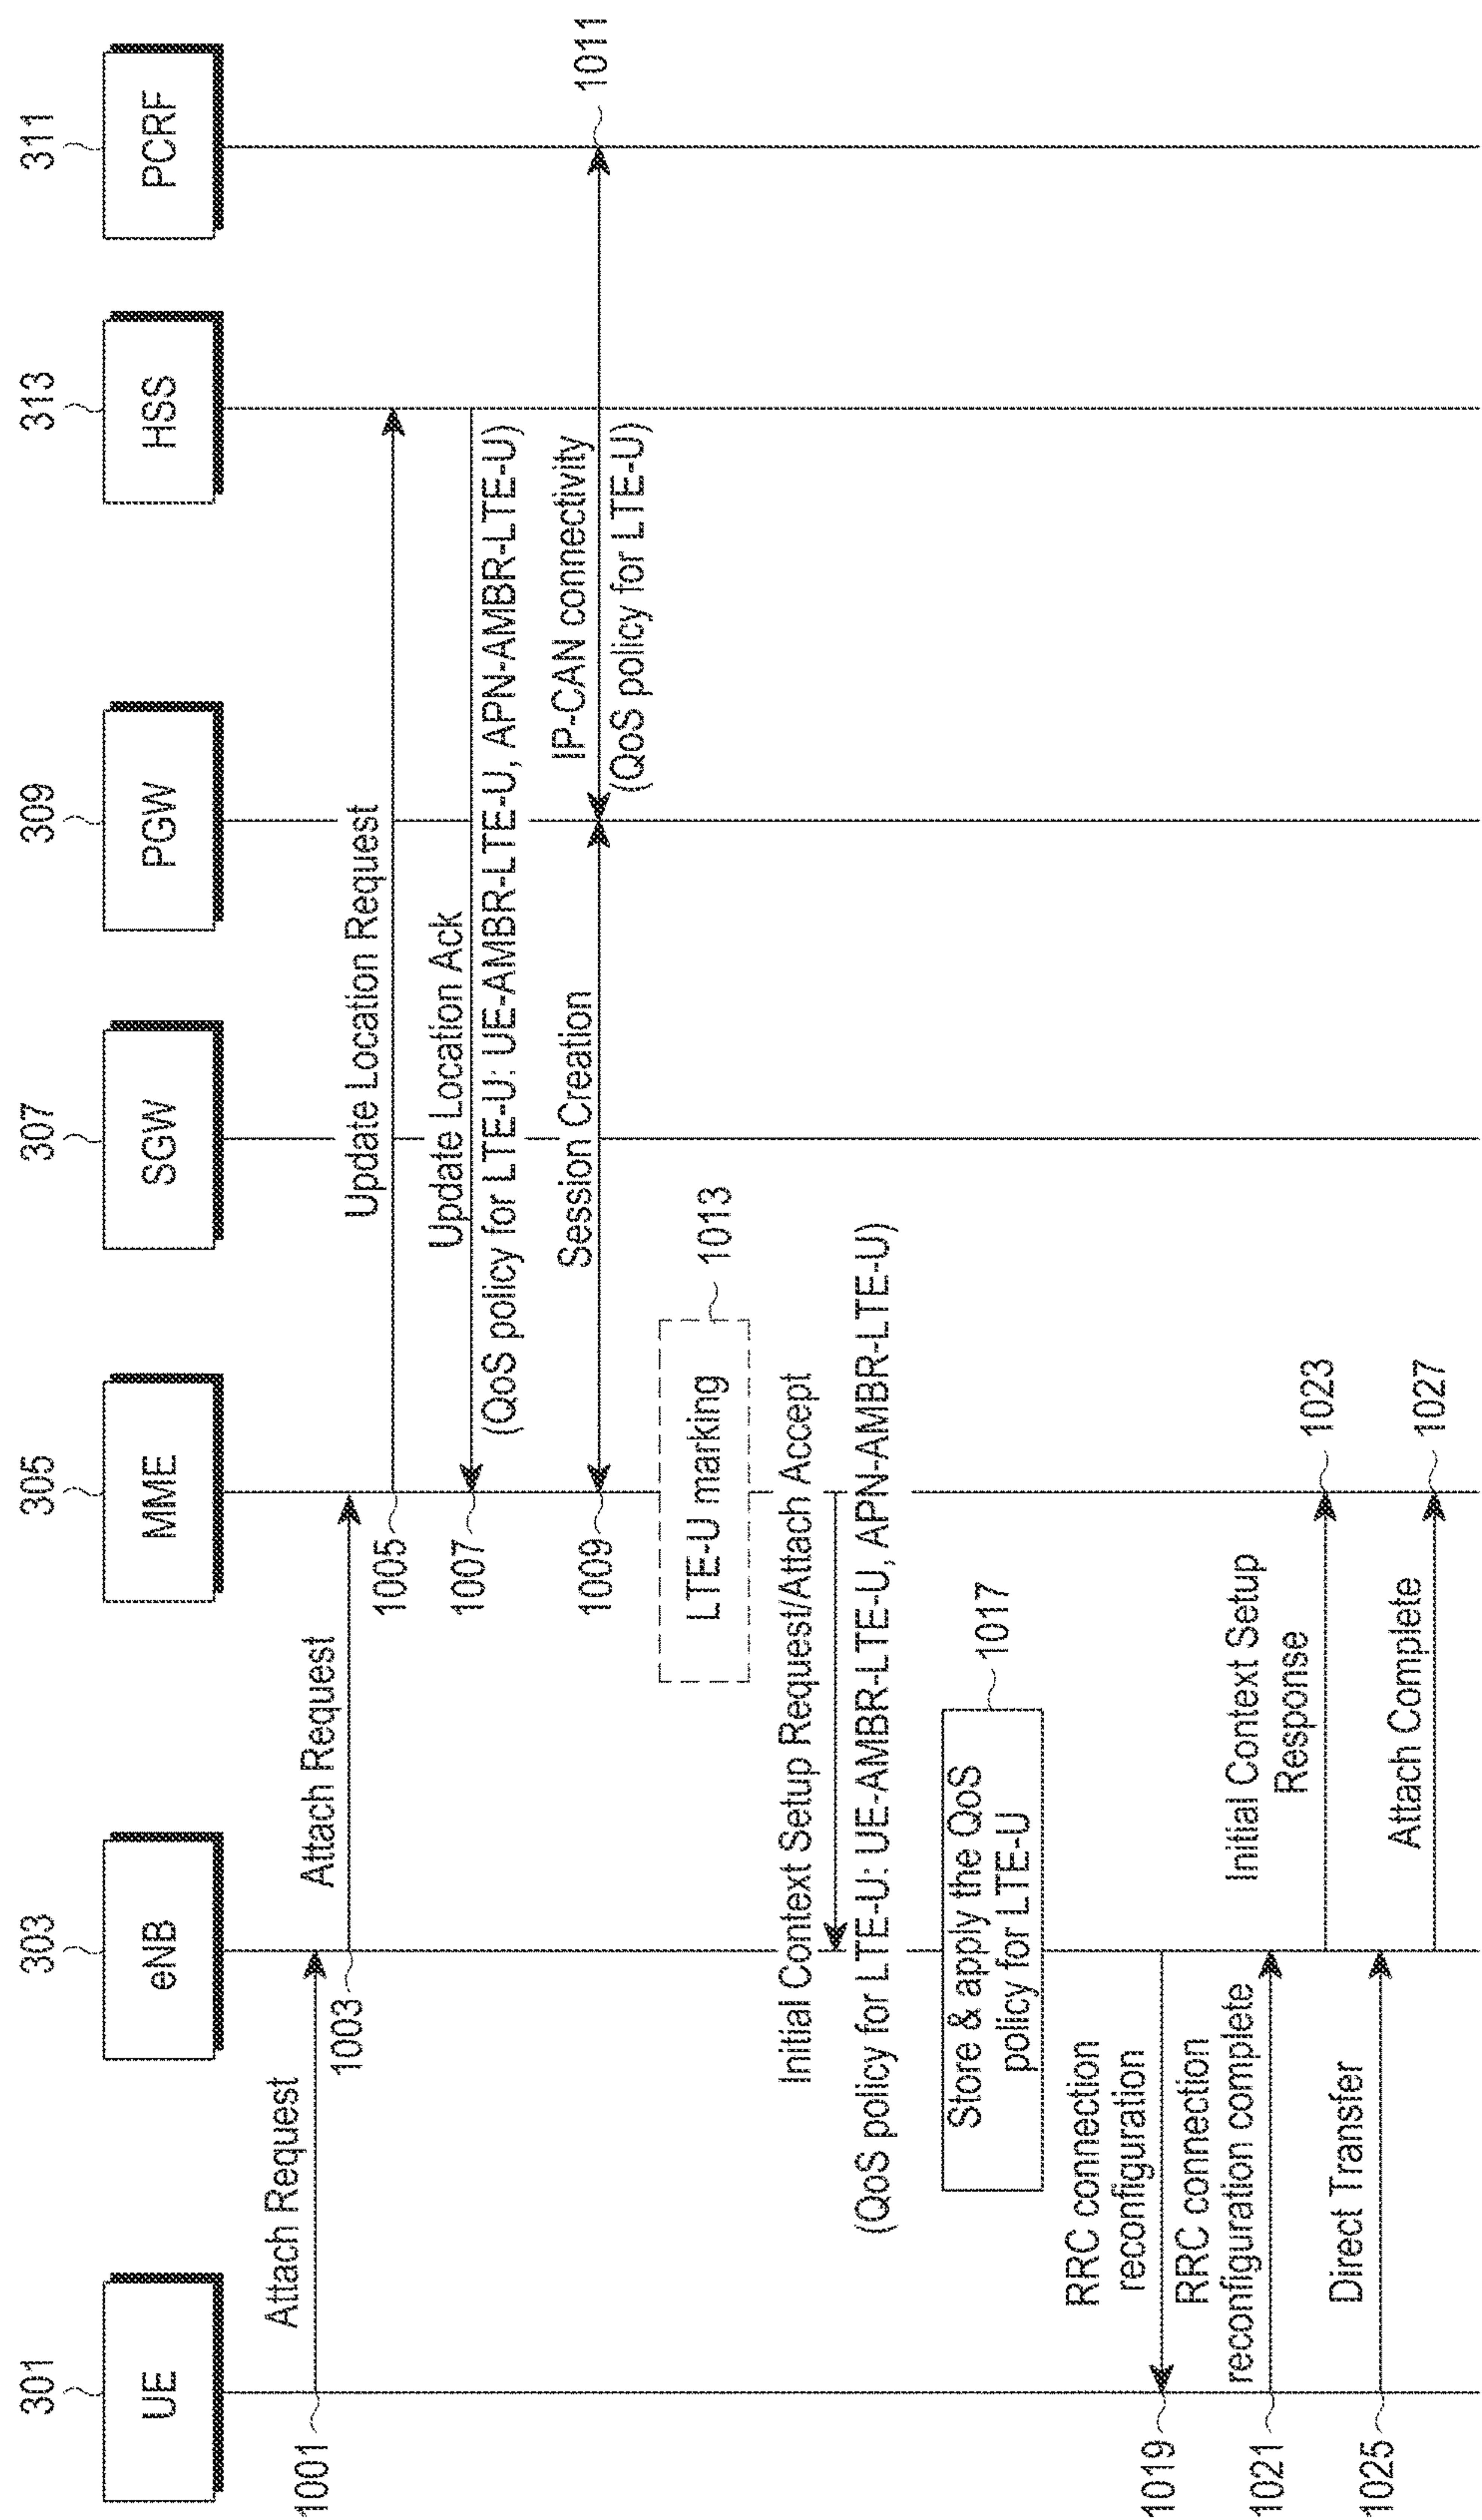 301
303
305
307
309
313
311
UE
eNB
MME
SGW
PGW
HSS
PCRF
Attach Request
1001
Attach Request
1003
Update Location Request
1005
Update Location Ack
1007
(QoS policy for LTE-U: UE-AMBR-LTE-U, APN-AMBR-LTE-U)
Session Creation
1009
IP-CAN connectivity
(QoS policy for LTE-U)
1011
LTE-U marking
1013
Initial Context Setup Request/Attach Accept
(QoS policy for LTE-U: UE-AMBR-LTE-U, APN-AMBR-LTE-U)
Store & apply the QoS
policy for LTE-U
1017
RRC connection
reconfiguration
1019
RRC connection
reconfiguration complete
1021
Initial Context Setup
Response
1023
Direct Transfer
1025
Attach Complete
1027